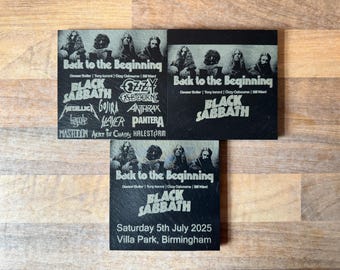 Back to the Beginning
Geezer Butler | Tony Iommi | Ozzy Osbourne | Bill Ward
BLACK SABBATH
OZZY OSBOURNE
METALLICA
GOJIRA
SLAYER
ANTHRAX
PANTERA
MASTODON
ALICE IN CHAINS
HALESTORM
Back to the Beginning
Geezer Butler | Tony Iommi | Ozzy Osbourne | Bill Ward
BLACK
SABBATH
Back to the Beginning
Geezer Butler | Tony Iommi | Ozzy Osbourne | Bill Ward
BLACK
SABBATH
Saturday 5th July 2025
Villa Park, Birmingham